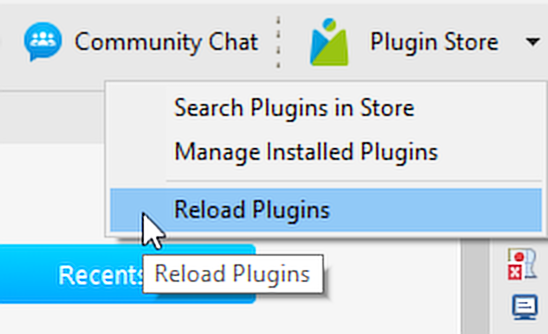 Community Chat
Plugin Store
Search Plugins in Store
Manage Installed Plugins
Reload Plugins
Recents
Reload Plugins